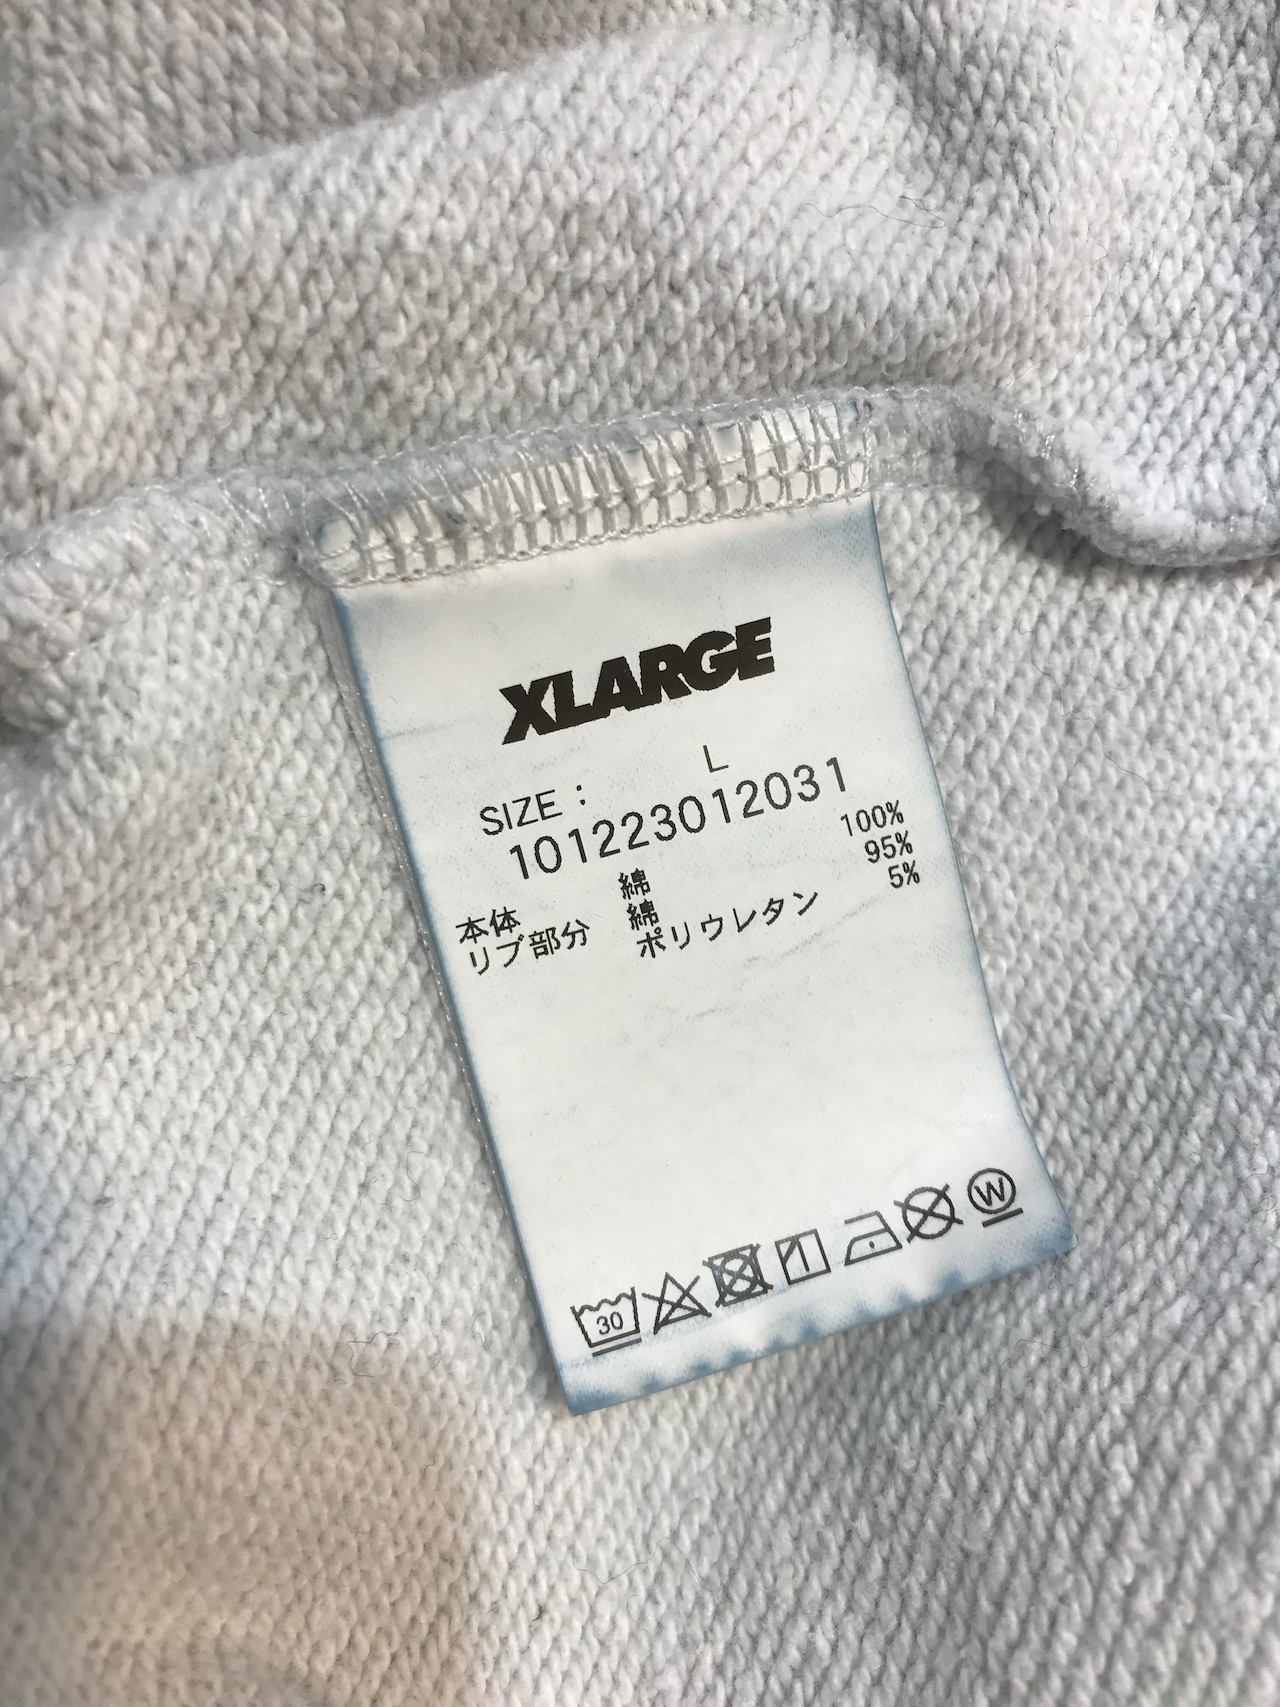 XLARGE
SIZE : L
101223012031
本体 綿 100%
リブ部分 綿 95%
ポリウレタン 5%
30
W